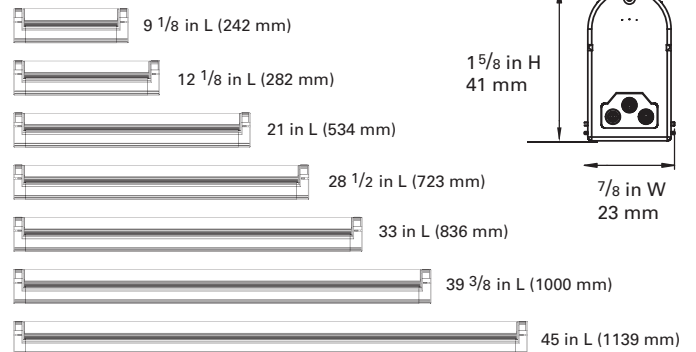 9 1/8 in L (242 mm)
12 1/8 in L (282 mm)
21 in L (534 mm)
28 1/2 in L (723 mm)
33 in L (836 mm)
39 3/8 in L (1000 mm)
45 in L (1139 mm)
1 5/8 in H
41 mm
7/8 in W
23 mm